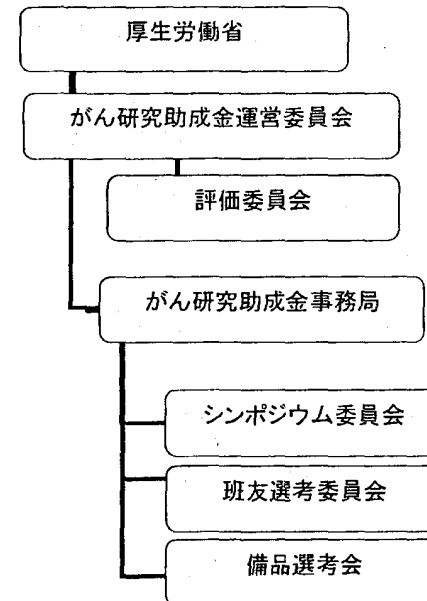 厚生労働省
がん研究助成金運営委員会
評価委員会
がん研究助成金事務局
シンポジウム委員会
班友選考委員会
備品選考会